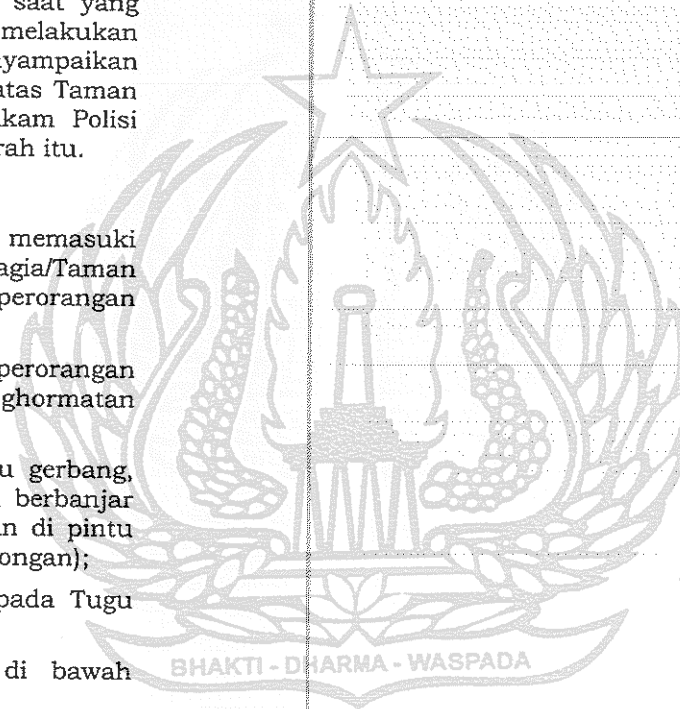 saat yang
melakukan
yampaikan
atas Taman
kam Polisi
rah itu.
memasuki
agia/Taman
perorangan
perorangan
ghormatan
u gerbang,
berbanjar
n di pintu
ongan);
pada Tugu
di bawah
BHAKTI - DHARMA - WASPADA